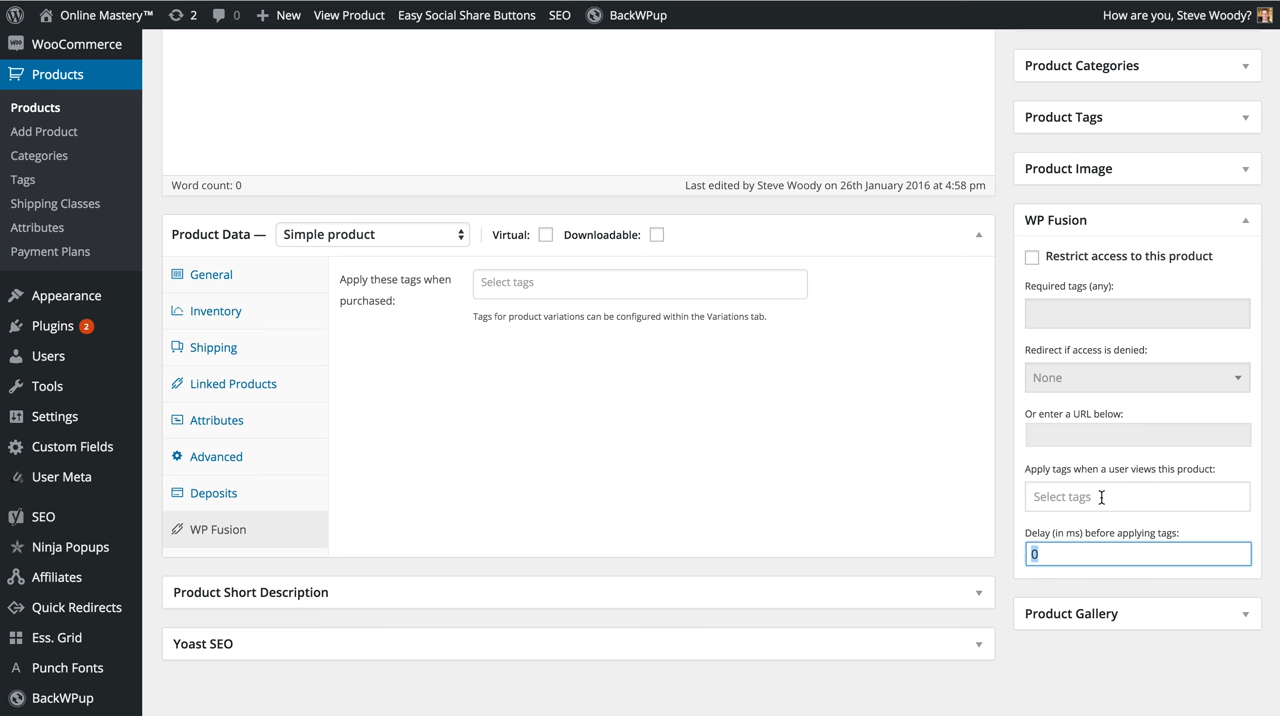 Online Mastery™ 2 0 New View Product Easy Social Share Buttons SEO BackWPup How are you, Steve Woody?
WOO WooCommerce
Products
Products
Add Product
Categories
Tags
Shipping Classes
Attributes
Payment Plans
Appearance
Plugins 2
Users
Tools
Settings
Custom Fields
User Meta
SEO
Ninja Popups
Affiliates
Quick Redirects
Ess. Grid
Punch Fonts
BackWPup
Word count: 0 Last edited by Steve Woody on 26th January 2016 at 4:58 pm
Product Data — Simple product Virtual: Downloadable:
General
Inventory
Shipping
Linked Products
Attributes
Advanced
Deposits
WP Fusion
Apply these tags when
purchased:
Select tags
Tags for product variations can be configured within the Variations tab.
Product Short Description
Yoast SEO
Product Categories
Product Tags
Product Image
WP Fusion
Restrict access to this product
Required tags (any):
Redirect if access is denied:
None
Or enter a URL below:
Apply tags when a user views this product:
Select tags
Delay (in ms) before applying tags:
0
Product Gallery